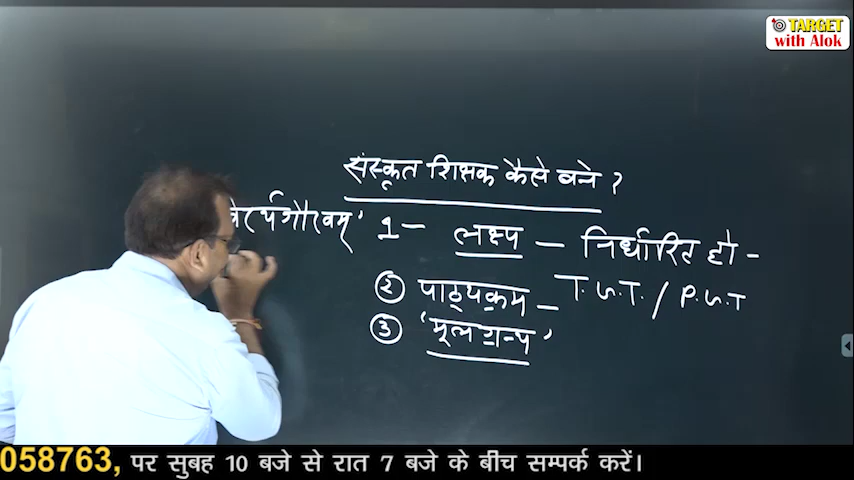 TARGET
with Alok
संस्कृत शिक्षक कैसे बने ?
1 - लक्ष्य - निर्धारित हो -
② पाठ्यक्रम - T.G.T. / P.G.T
③ 'मूलग्रन्थ'
058763, पर सुबह 10 बजे से रात 7 बजे के बीच सम्पर्क करें।